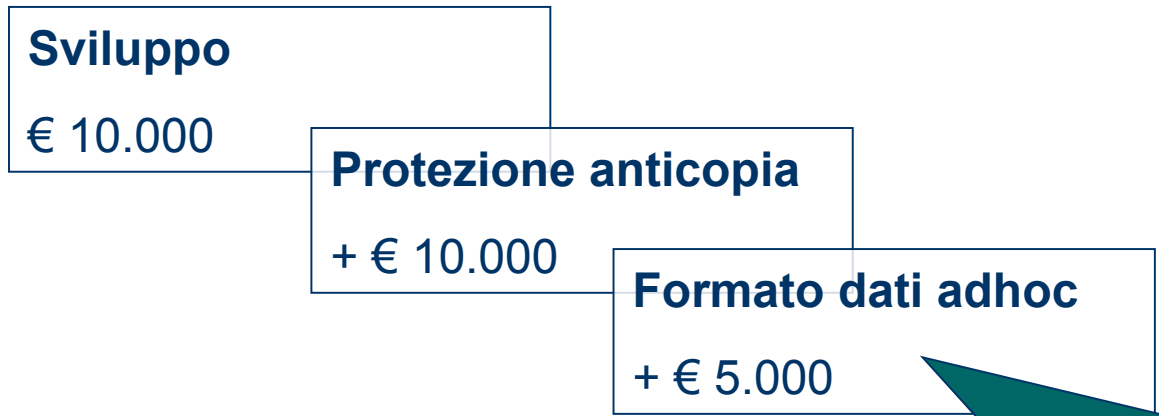 Sviluppo
€ 10.000
Protezione anticopia
+ € 10.000
Formato dati adhoc
+ € 5.000